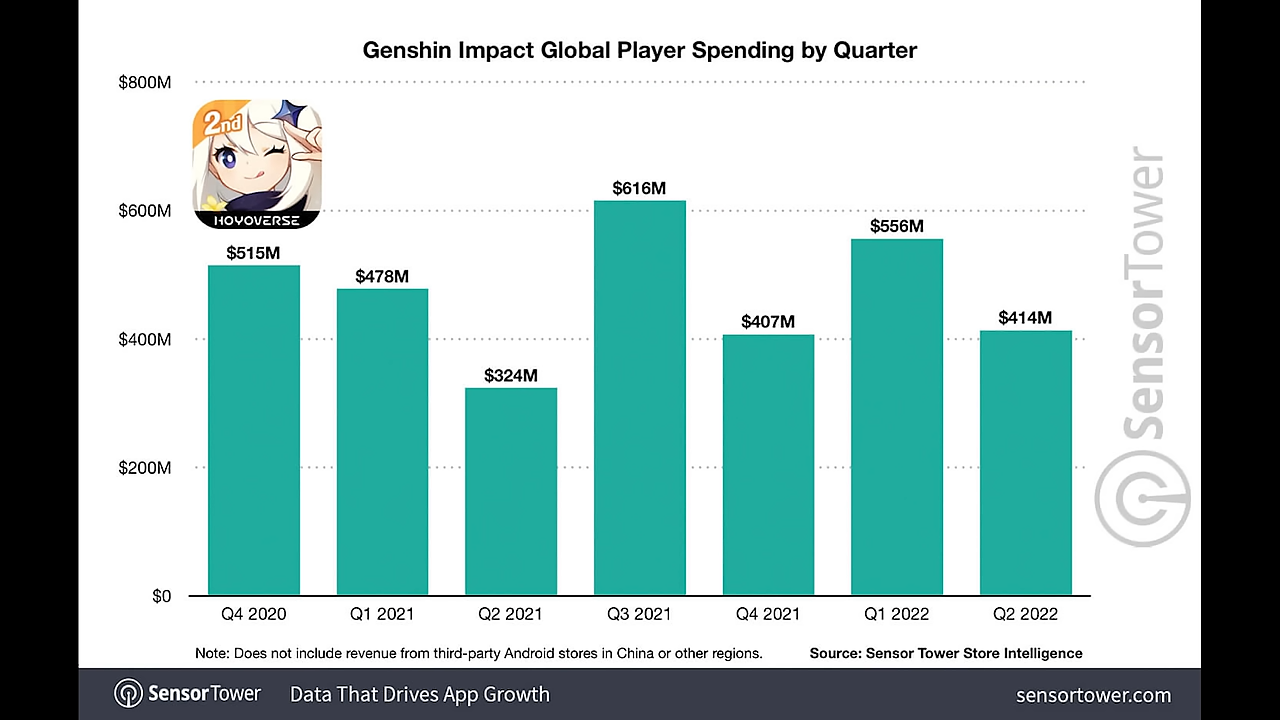 Genshin Impact Global Player Spending by Quarter
$800M
2nd
HOYOVERSE
$616M
$600M
$556M
$515M
$478M
$407M
$414M
$400M
$324M
$200M
$0
Q4 2020 Q1 2021 Q2 2021 Q3 2021 Q4 2021 Q1 2022 Q2 2022
SensorTower
Note: Does not include revenue from third-party Android stores in China or other regions. Source: Sensor Tower Store Intelligence
SensorTower Data That Drives App Growth sensortower.com